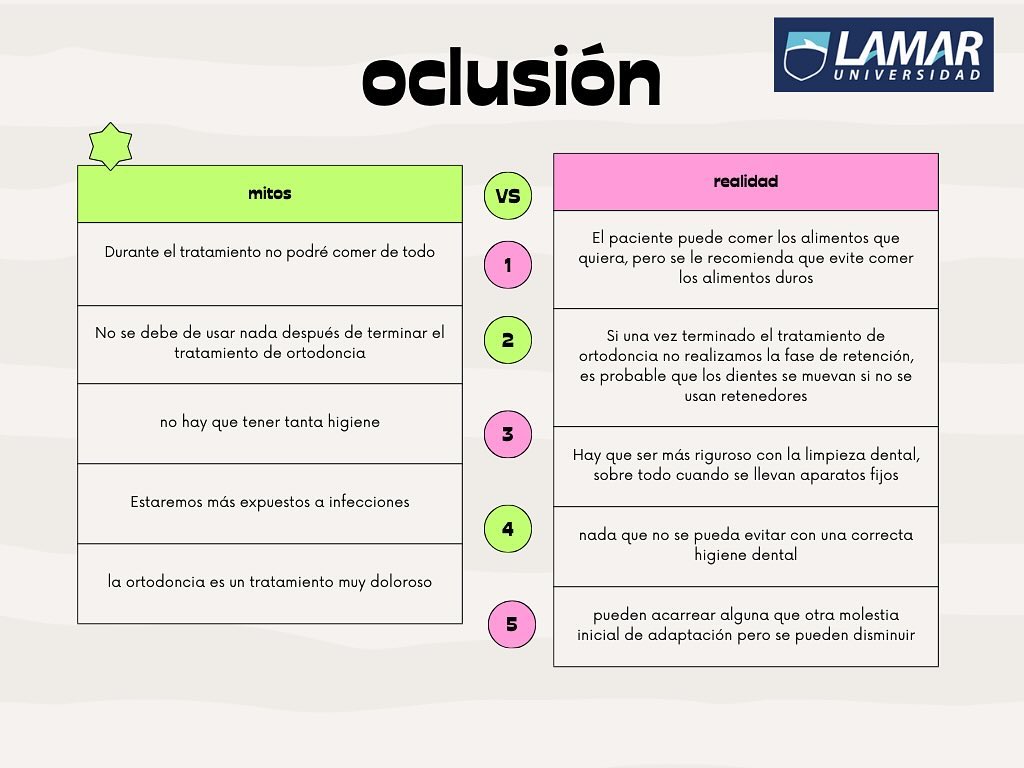 oclusión
LAMAR
UNIVERSIDAD
mitos
VS
realidad
Durante el tratamiento no podré comer de todo
1
El paciente puede comer los alimentos que
quiera, pero se le recomienda que evite comer
los alimentos duros
No se debe de usar nada después de terminar el
tratamiento de ortodoncia
2
Si una vez terminado el tratamiento de
ortodoncia no realizamos la fase de retención,
es probable que los dientes se muevan si no se
usan retenedores
no hay que tener tanta higiene
3
Hay que ser más riguroso con la limpieza dental,
sobre todo cuando se llevan aparatos fijos
Estaremos más expuestos a infecciones
4
nada que no se pueda evitar con una correcta
higiene dental
la ortodoncia es un tratamiento muy doloroso
5
pueden acarrear alguna que otra molestia
inicial de adaptación pero se pueden disminuir